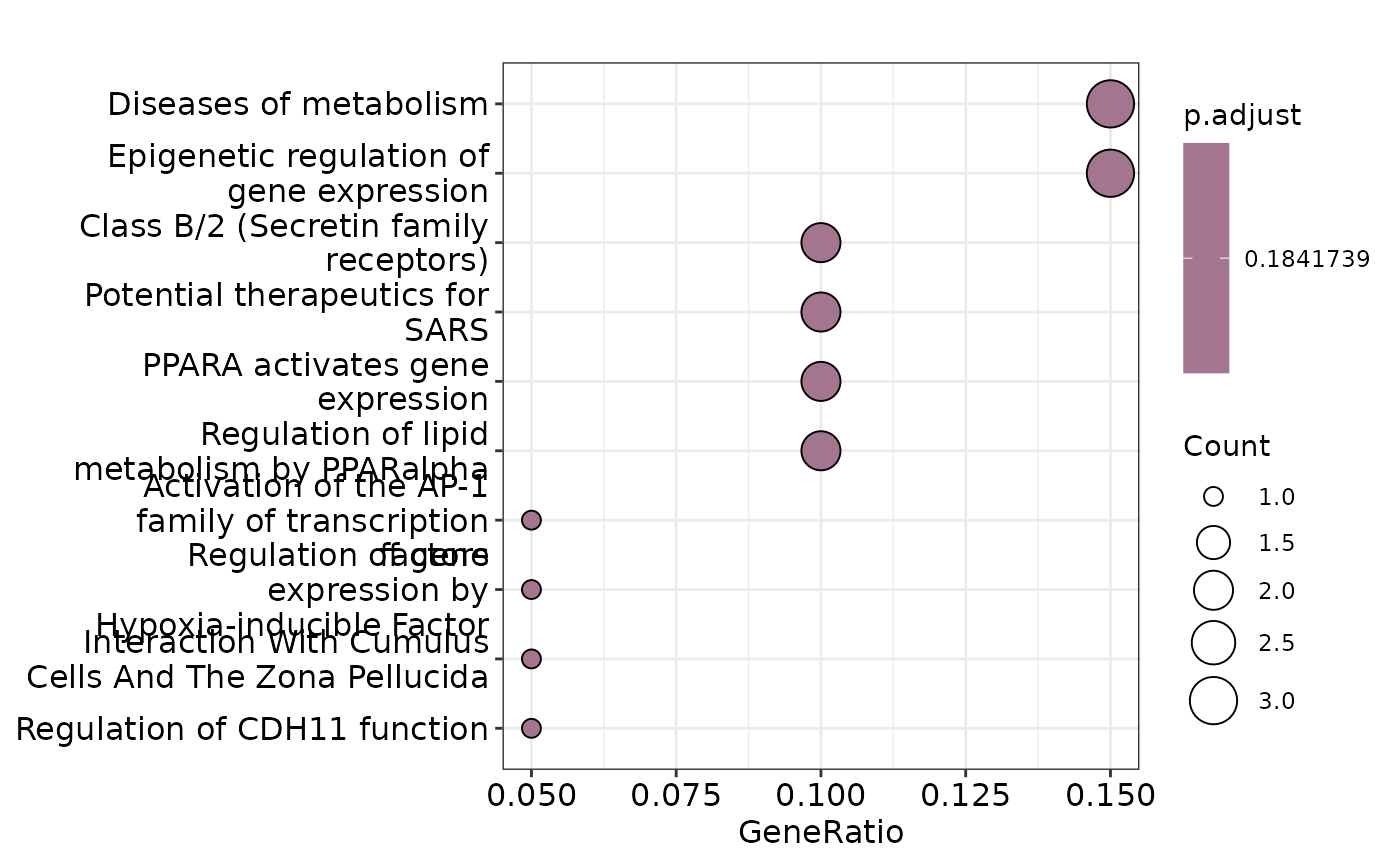 Diseases of metabolism
Epigenetic regulation of
gene expression
Class B/2 (Secretin family
receptors)
Potential therapeutics for
SARS
PPARA activates gene
expression
Regulation of lipid
metabolism by PPARalpha
Activation of the AP-1
family of transcription
factors
Regulation of gene
expression by
Hypoxia-inducible Factor
Interaction With Cumulus
Cells And The Zona Pellucida
Regulation of CDH11 function
0.050 0.075 0.100 0.125 0.150
GeneRatio
p.adjust
0.1841739
Count
1.0
1.5
2.0
2.5
3.0